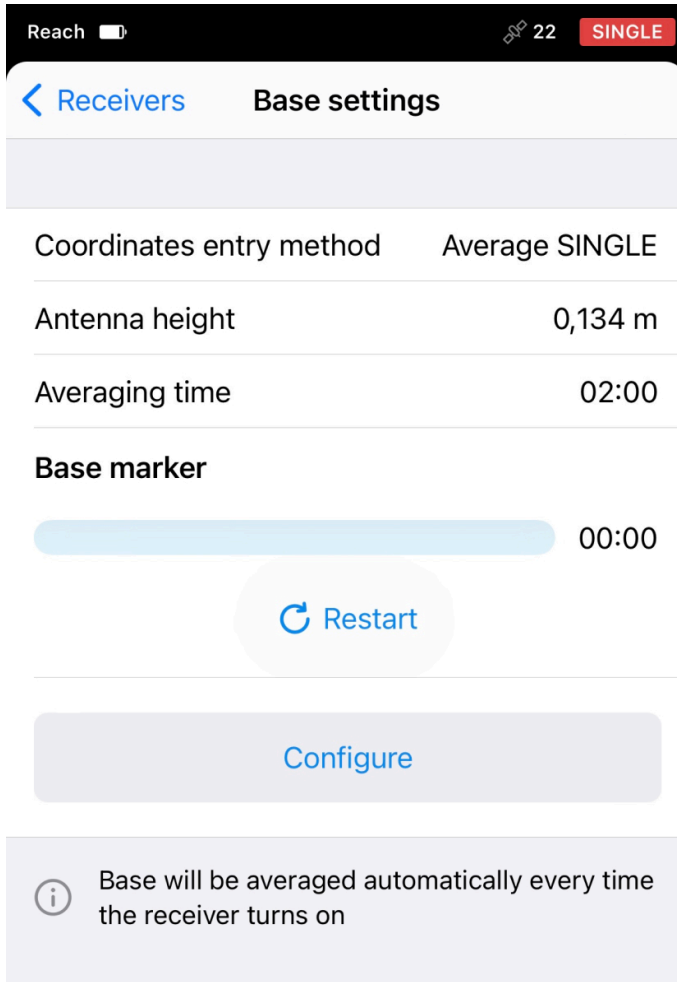 Reach 22 SINGLE
Receivers Base settings
Coordinates entry method Average SINGLE
Antenna height 0,134 m
Averaging time 02:00
Base marker
00:00
Restart
Configure
Base will be averaged automatically every time
the receiver turns on